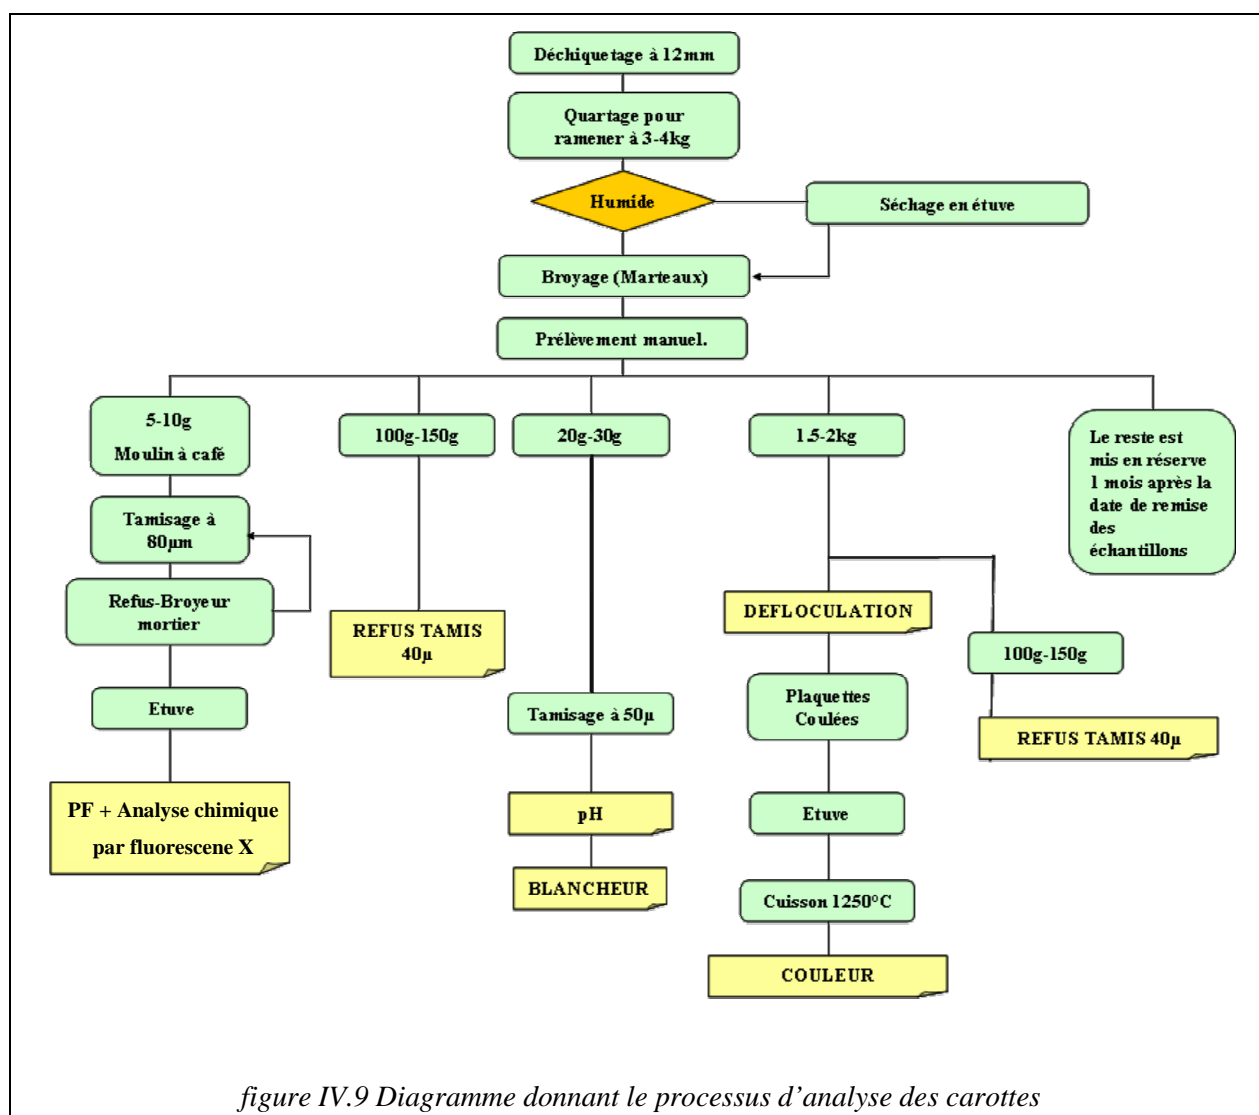 Déchiquetage à 12mm
Quartage pour
ramener à 3-4kg
Humide
Séchage en étuve
Broyage (Marteaux)
Prélèvement manuel.
5-10g
Moulin à café
Tamisage à
80µm
Refus-Broyeur
mortier
Etuve
PF + Analyse chimique
par fluorescene X
100g-150g
REFUS TAMIS
40µ
20g-30g
Tamisage à 50µ
pH
BLANCHEUR
1.5-2kg
DEFLOCULATION
Plaquettes
Coulées
Etuve
Cuisson 1250°C
COULEUR
100g-150g
REFUS TAMIS 40µ
Le reste est
mis en réserve
1 mois après la
date de remise
des
échantillons
figure IV.9 Diagramme donnant le processus d’analyse des carottes